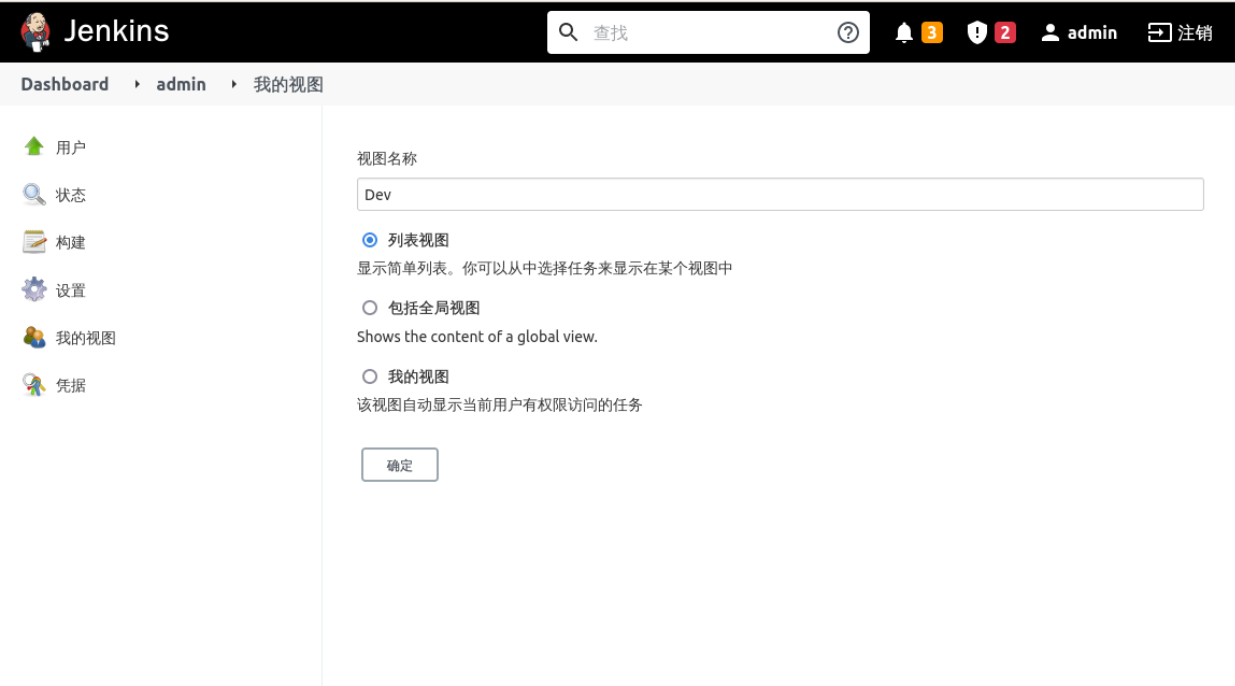 Jenkins 查找 3 2 admin 注销
Dashboard admin 我的视图
用户
状态
构建
设置
我的视图
凭据
视图名称
Dev
列表视图
显示简单列表。你可以从中选择任务来显示在某个视图中
包括全局视图
Shows the content of a global view.
我的视图
该视图自动显示当前用户有权限访问的任务
确定